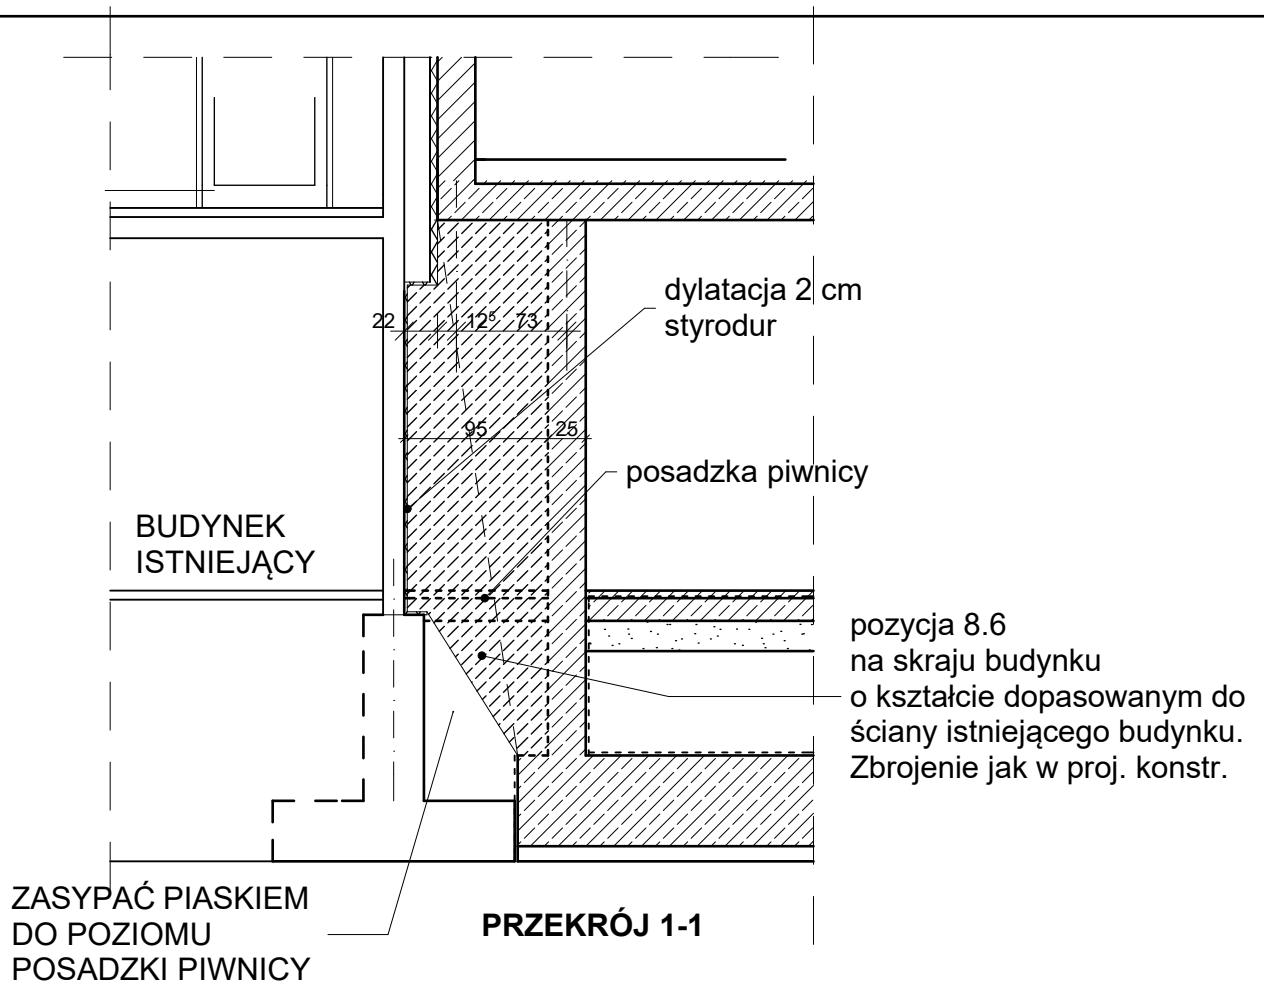 dylatacja 2 cm
styrodur
22 12⁵ 73
95 25
posadzka piwnicy
BUDYNEK
ISTNIEJĄCY
pozycja 8.6
na skraju budynku
o kształcie dopasowanym do
ściany istniejącego budynku.
Zbrojenie jak w proj. konstr.
ZASYPAĆ PIASKIEM
DO POZIOMU
POSADZKI PIWNICY
PRZEKRÓJ 1-1